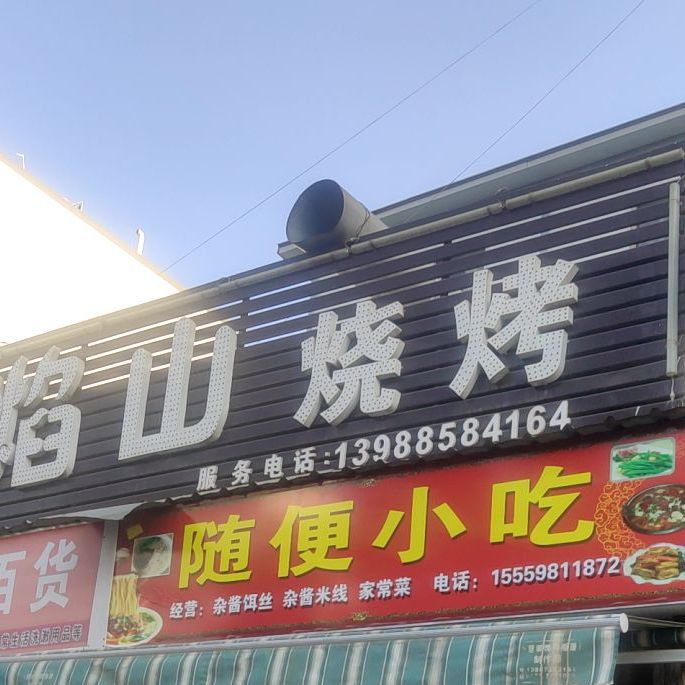 焰山烧烤
服务电话:13988584164
随便小吃
经营: 杂酱饵丝 杂酱米线 家常菜 电话: 15559811872
百货